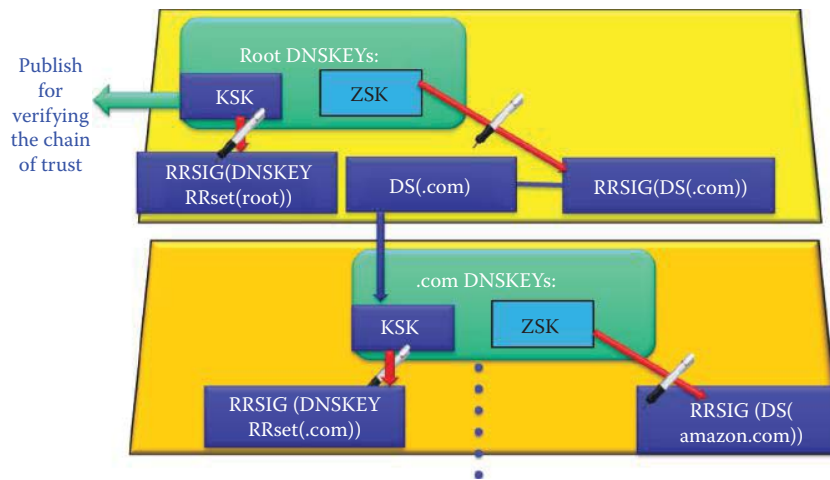 Publish
for
verifying
the chain
of trust
Root DNSKEYs:
KSK
ZSK
RRSIG(DNSKEY
RRset(root))
DS(.com)
RRSIG(DS(.com))
.com DNSKEYs:
KSK
ZSK
RRSIG (DNSKEY
RRset(.com))
RRSIG (DS(
amazon.com))